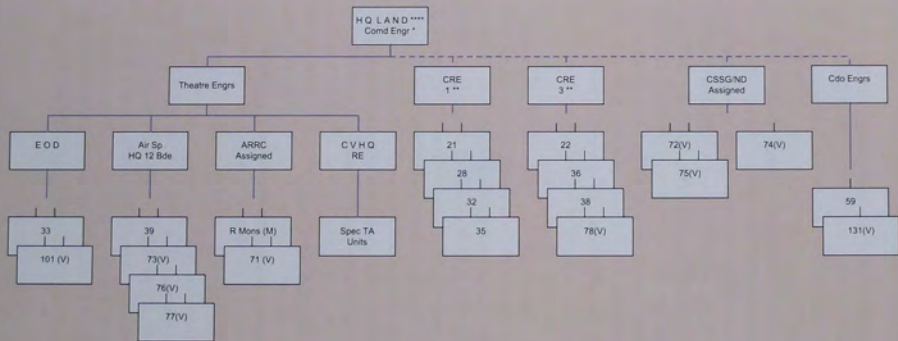 H Q L A N D ****
Comd Engr *
Theatre Engrs
CRE
1 **
CRE
3 **
CSSG/ND
Assigned
Cdo Engrs
E O D
Air Sp
HQ 12 Bde
ARRC
Assigned
C V H Q
RE
21
28
32
35
22
36
38
78(V)
72(V)
75(V)
74(V)
59
131(V)
33
101 (V)
39
73(V)
76(V)
77(V)
R Mons (M)
71 (V)
Spec TA
Units